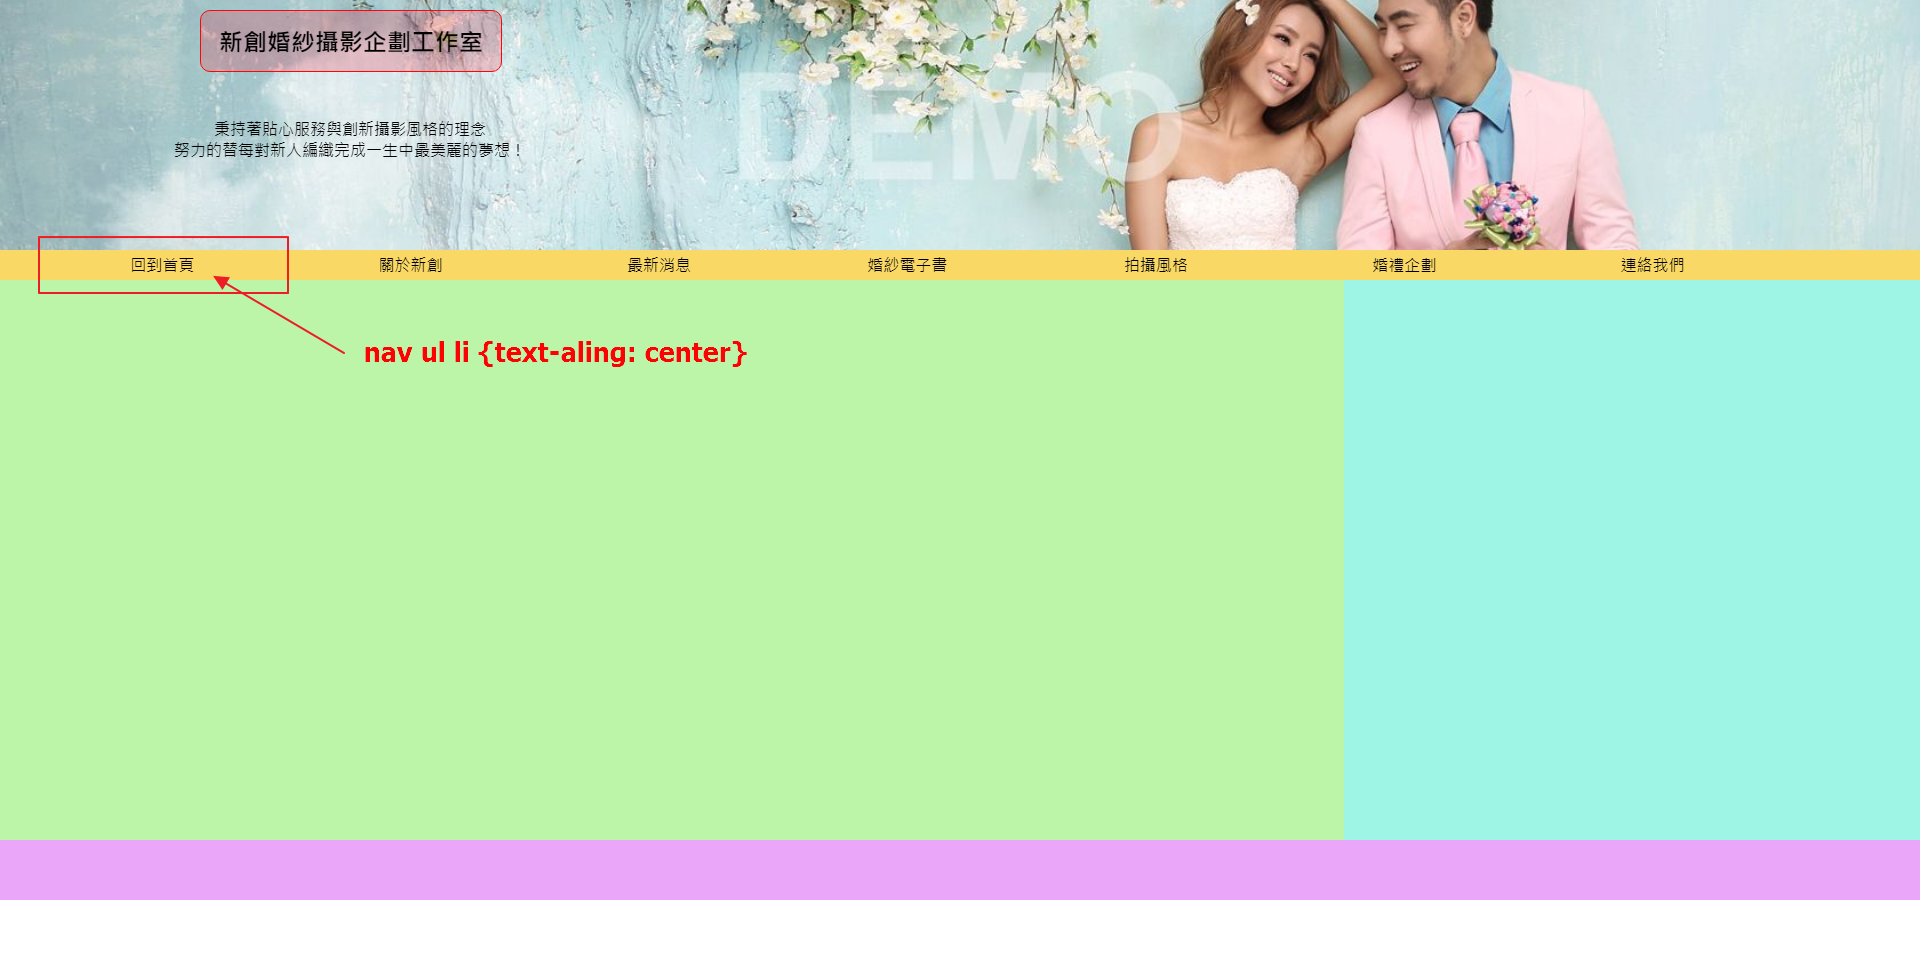 新創婚紗攝影企劃工作室
DEMO
秉持著貼心服務與創新攝影風格的理念
努力的替每對新人編織完成一生中最美麗的夢想！
回到首頁 關於新創 最新消息 婚紗電子書 拍攝風格 婚禮企劃 連絡我們
nav ul li {text-aling: center}